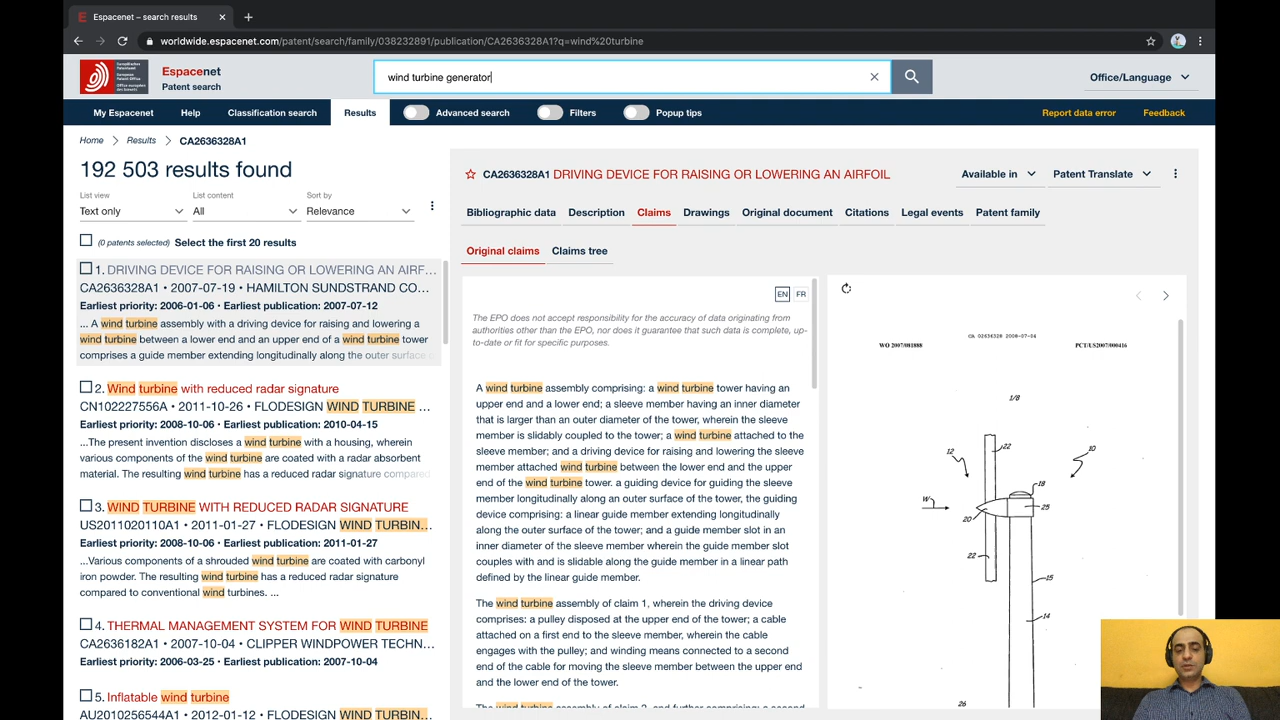 Espacenet – search results
worldwide.espacenet.com/patent/search/family/038232891/publication/CA2636328A1?q=wind%20turbine
Espacenet
Patent search
wind turbine generator
Office/Language
My Espacenet Help Classification search Results Advanced search Filters Popup tips Report data error Feedback
Home Results CA2636328A1
192 503 results found
List view List content Sort by
Text only All Relevance
(0 patents selected) Select the first 20 results
1. DRIVING DEVICE FOR RAISING OR LOWERING AN AIRF...
CA2636328A1 • 2007-07-19 • HAMILTON SUNDSTRAND CO...
Earliest priority: 2006-01-06 • Earliest publication: 2007-07-12
... A wind turbine assembly with a driving device for raising and lowering a
wind turbine between a lower end and an upper end of a wind turbine tower
comprises a guide member extending longitudinally along the outer surface
2. Wind turbine with reduced radar signature
CN102227556A • 2011-10-26 • FLODESIGN WIND TURBINE ...
Earliest priority: 2008-10-06 • Earliest publication: 2010-04-15
...The present invention discloses a wind turbine with a housing, wherein
various components of the wind turbine are coated with a radar absorbent
material. The resulting wind turbine has a reduced radar signature compared
3. WIND TURBINE WITH REDUCED RADAR SIGNATURE
US2011020110A1 • 2011-01-27 • FLODESIGN WIND TURBIN...
Earliest priority: 2008-10-06 • Earliest publication: 2011-01-27
...Various components of a shrouded wind turbine are coated with carbonyl
iron powder. The resulting wind turbine has a reduced radar signature
compared to conventional wind turbines. ...
4. THERMAL MANAGEMENT SYSTEM FOR WIND TURBINE
CA2636182A1 • 2007-10-04 • CLIPPER WINDPOWER TECHN...
Earliest priority: 2006-03-25 • Earliest publication: 2007-10-04
5. Inflatable wind turbine
AU2010256544A1 • 2012-01-12 • FLODESIGN WIND TURBIN...
CA2636328A1 DRIVING DEVICE FOR RAISING OR LOWERING AN AIRFOIL
Available in Patent Translate
Bibliographic data Description Claims Drawings Original document Citations Legal events Patent family
Original claims Claims tree
EN FR
The EPO does not accept responsibility for the accuracy of data originating from
authorities other than the EPO, nor does it guarantee that such data is complete, up-
to-date or fit for specific purposes.
A wind turbine assembly comprising: a wind turbine tower having an
upper end and a lower end; a sleeve member having an inner diameter
that is larger than an outer diameter of the tower, wherein the sleeve
member is slidably coupled to the tower; a wind turbine attached to the
sleeve member; and a driving device for raising and lowering the sleeve
member attached wind turbine between the lower end and the upper
end of the wind turbine tower. a guiding device for guiding the sleeve
member longitudinally along an outer surface of the tower, the guiding
device comprising: a linear guide member extending longitudinally
along the outer surface of the tower; and a guide member slot in an
inner diameter of the sleeve member wherein the guide member slot
couples with and is slidable along the guide member in a linear path
defined by the linear guide member.
The wind turbine assembly of claim 1, wherein the driving device
comprises: a pulley disposed at the upper end of the tower; a cable
attached on a first end to the sleeve member, wherein the cable
engages with the pulley; and winding means connected to a second
end of the cable for moving the sleeve member between the upper end
and the lower end of the tower.
The wind turbine assembly of claim 2, and further comprising: a second
CA 02636328 2008-07-04
WO 2007/081888 PCT/US2007/000416
1/8
12
22
10
18
W
25
20
22
15
14
26